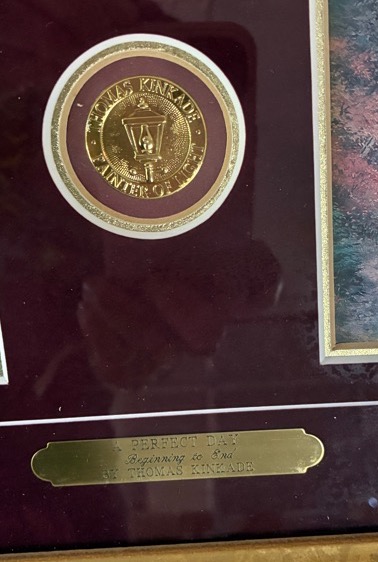 THOMAS KINKADE
PAINTER OF LIGHT
A PERFECT DAY
Beginning to End
BY THOMAS KINKADE